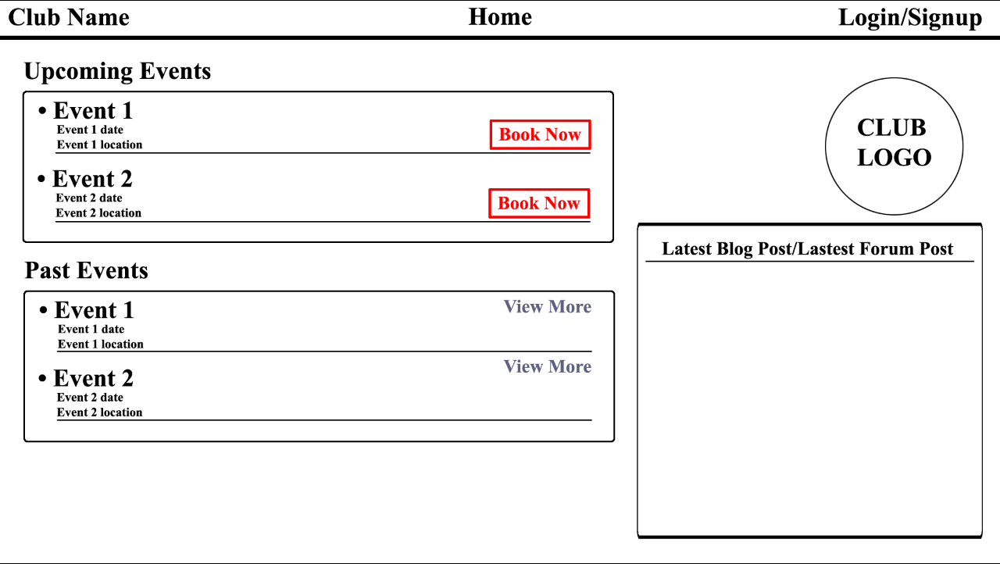 Club Name
Home
Login/Signup
Upcoming Events
• Event 1
Event 1 date
Event 1 location
Book Now
• Event 2
Event 2 date
Event 2 location
Book Now
Past Events
• Event 1
View More
Event 1 date
Event 1 location
• Event 2
View More
Event 2 date
Event 2 location
CLUB
LOGO
Latest Blog Post/Lastest Forum Post